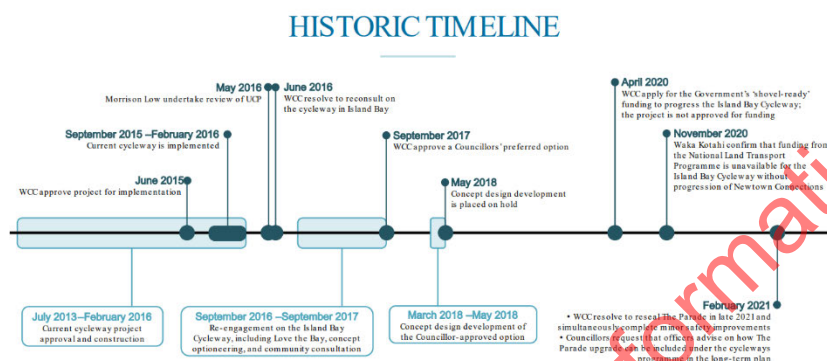 HISTORIC TIMELINE
May 2016
Morrison Low undertake review of UCP
June 2016
WCC resolve to reconsult on
the cycleway in Island Bay
April 2020
WCC apply for the Government's 'shovel-ready'
funding to progress the Island Bay Cycleway;
the project is not approved for funding
September 2015 –February 2016
Current cycleway is implemented
September 2017
WCC approve a Councillors' preferred option
November 2020
Waka Kotahi confirm that funding from
the National Land Transport
Programme is unavailable for the
Island Bay Cycleway without
progression of Newtown Connections
June 2015
WCC approve project for implementation
May 2018
Concept design development
is placed on hold
July 2013–February 2016
Current cycleway project
approval and construction
September 2016 –September 2017
Re-engagement on the Island Bay
Cycleway, including Love the Bay, concept
optioneering, and community consultation
March 2018 –May 2018
Concept design development of
the Councillor-approved option
February 2021
• WCC resolve to reseal The Parade in late 2021 and
simultaneously complete minor safety improvements
• Councillors request that officers advise on how The
Parade upgrade can be included under the cycleways
programme in the long-term plan
formati